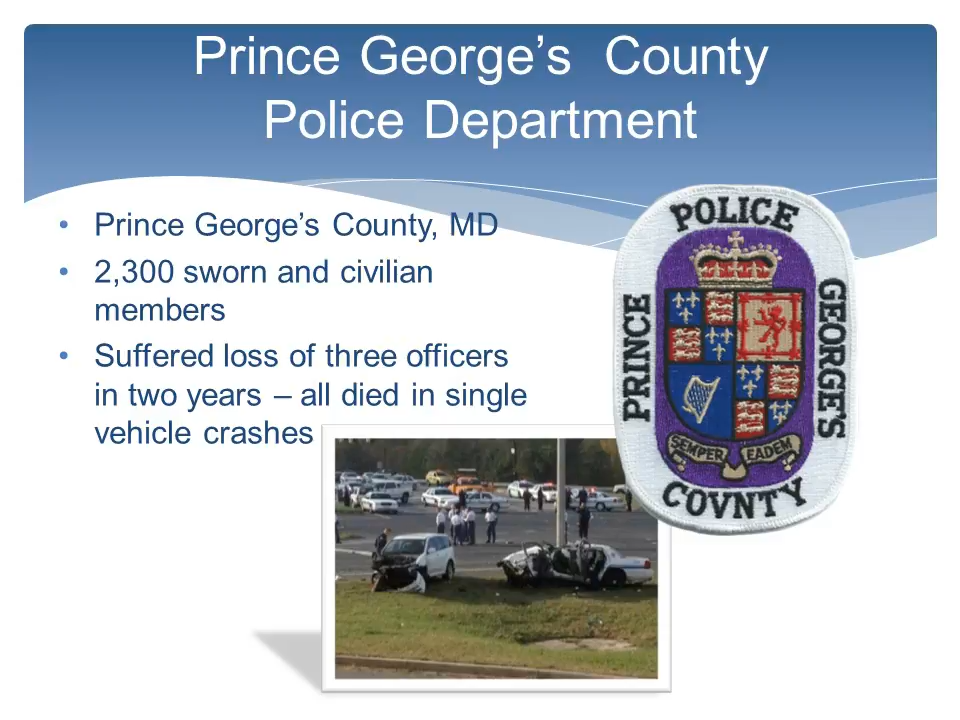 Prince George’s  County
Police Department
• Prince George’s County, MD
• 2,300 sworn and civilian
members
• Suffered loss of three officers
in two years – all died in single
vehicle crashes
POLICE
PRINCE
GEORGE'S
SEMPER EADEM
COVNTY